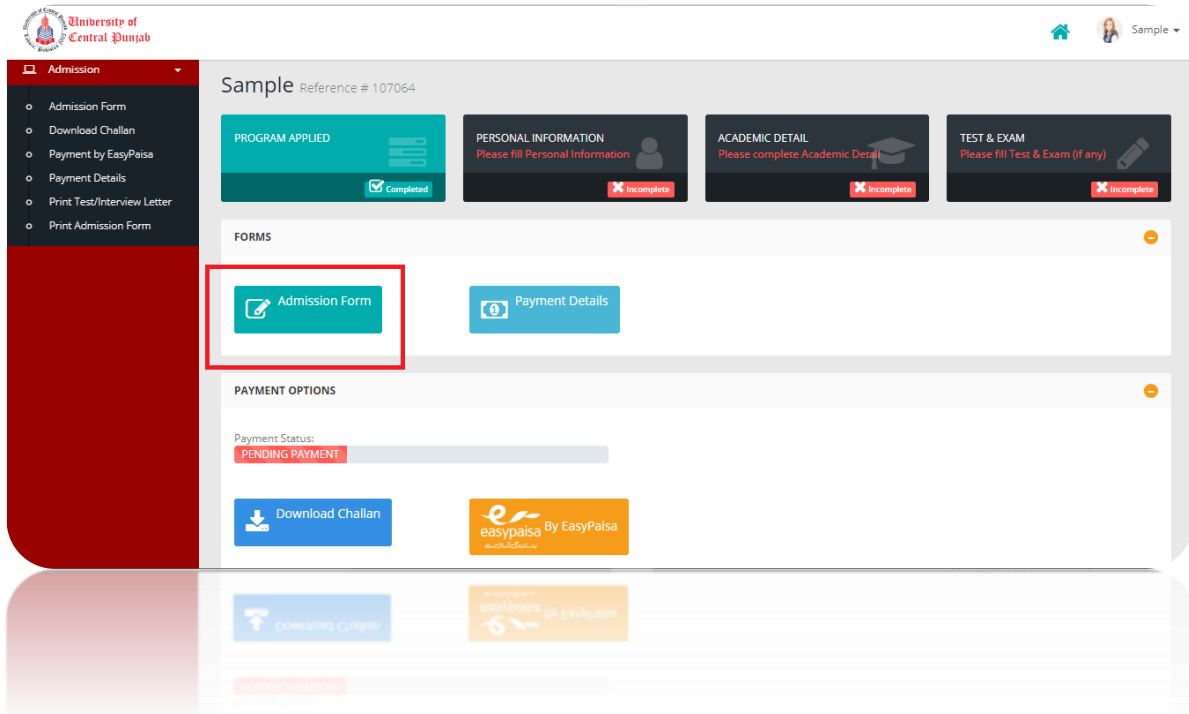 University of
Central Punjab
Sample
Admission
Admission Form
Download Challan
Payment by EasyPaisa
Payment Details
Print Test/Interview Letter
Print Admission Form
Sample Reference # 107064
PROGRAM APPLIED
Completed
PERSONAL INFORMATION
Please fill Personal Information
Incomplete
ACADEMIC DETAIL
Please complete Academic Detail
Incomplete
TEST & EXAM
Please fill Test & Exam (if any)
Incomplete
FORMS
Admission Form
Payment Details
PAYMENT OPTIONS
Payment Status:
PENDING PAYMENT
Download Challan
easypaisa By EasyPaisa